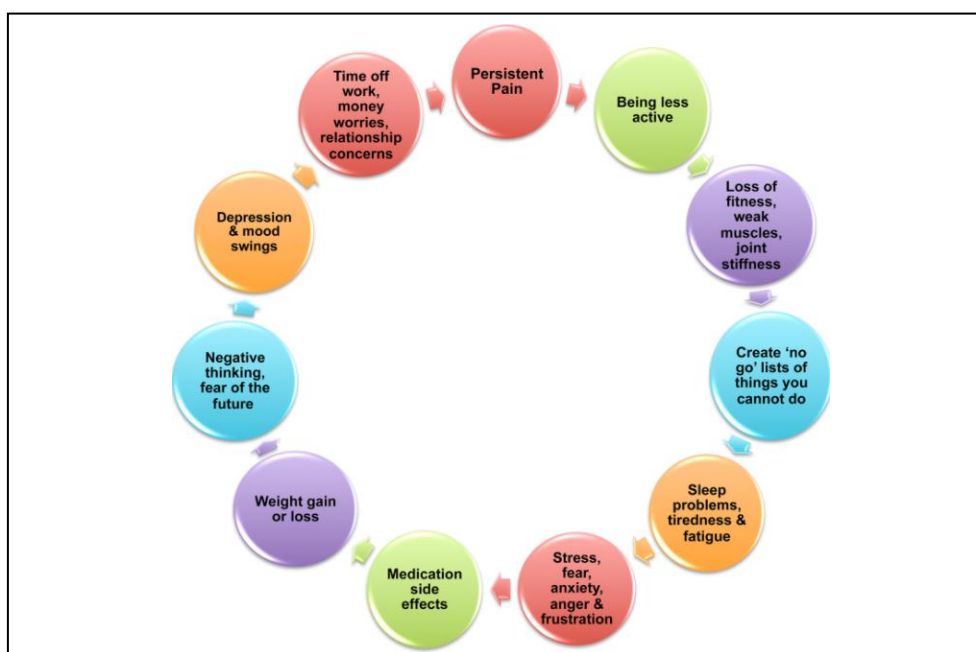 Persistent
Pain
Being less
active
Loss of
fitness,
weak
muscles,
joint
stiffness
Create ‘no
go’ lists of
things you
cannot do
Sleep
problems,
tiredness &
fatigue
Stress,
fear,
anxiety,
anger &
frustration
Medication
side
effects
Weight gain
or loss
Negative
thinking,
fear of the
future
Depression
& mood
swings
Time off
work,
money
worries,
relationship
concerns